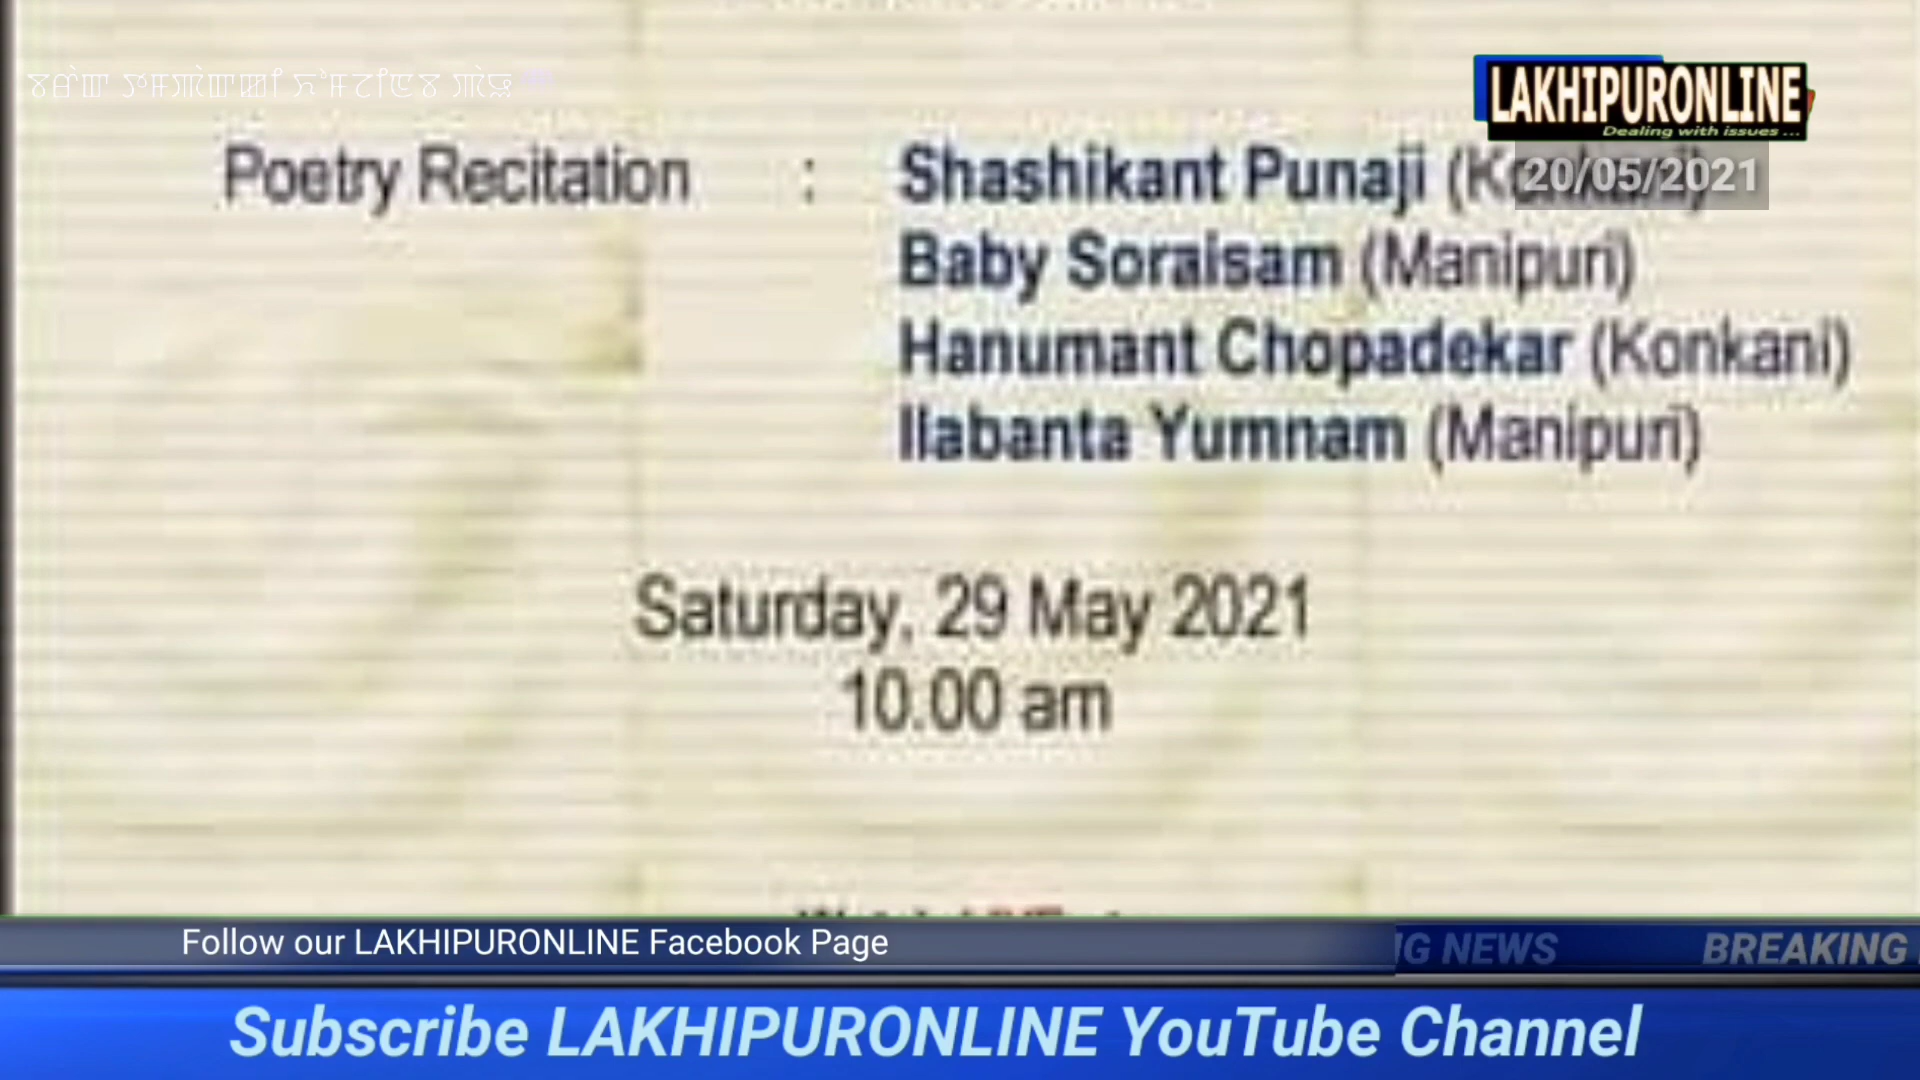 LAKHIPURONLINE
Dealing with issues ...
20/05/2021
Poetry Recitation : Shashikant Punaji (Konkani)
Baby Soraisam (Manipuri)
Hanumant Chopadekar (Konkani)
Ilabanta Yumnam (Manipuri)
Saturday, 29 May 2021
10.00 am
Follow our LAKHIPURONLINE Facebook Page
NEWS BREAKING
Subscribe LAKHIPURONLINE YouTube Channel